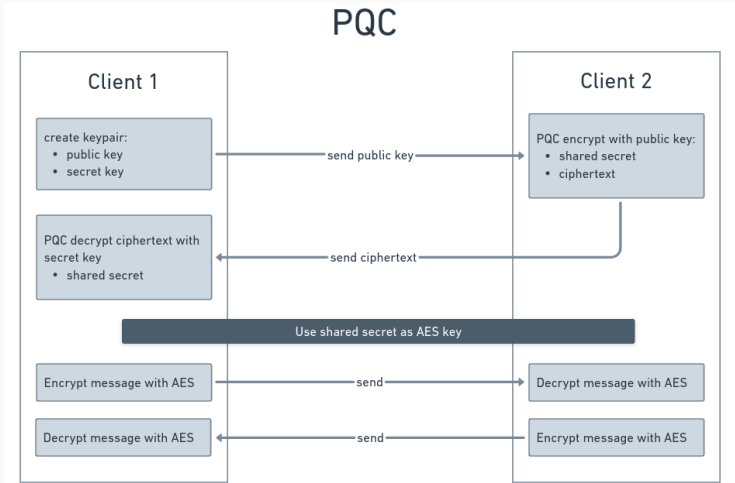 PQC
Client 1
Client 2
create keypair:
• public key
• secret key
send public key
PQC encrypt with public key:
• shared secret
• ciphertext
PQC decrypt ciphertext with
secret key
• shared secret
send ciphertext
Use shared secret as AES key
Encrypt message with AES
send
Decrypt message with AES
Decrypt message with AES
send
Encrypt message with AES